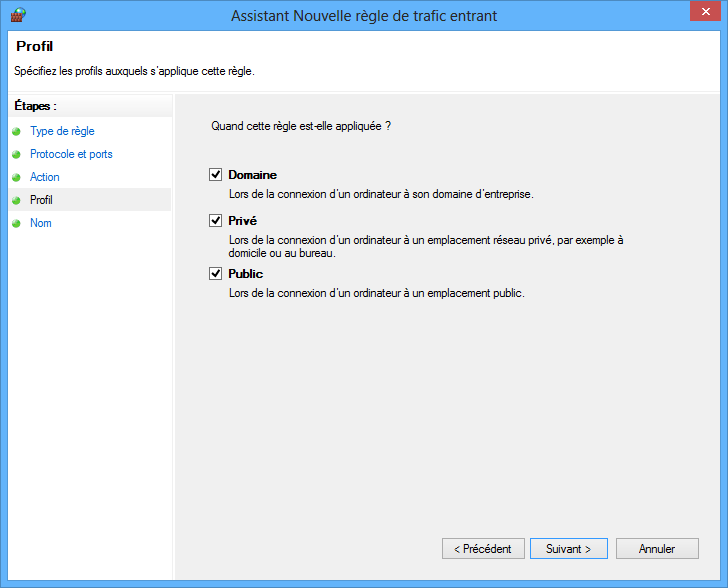 Assistant Nouvelle règle de trafic entrant
Profil
Spécifiez les profils auxquels s'applique cette règle.
Étapes :
Type de règle
Protocole et ports
Action
Profil
Nom
Quand cette règle est-elle appliquée ?
Domaine
Lors de la connexion d'un ordinateur à son domaine d'entreprise.
Privé
Lors de la connexion d'un ordinateur à un emplacement réseau privé, par exemple à
domicile ou au bureau.
Public
Lors de la connexion d'un ordinateur à un emplacement public.
< Précédent
Suivant >
Annuler